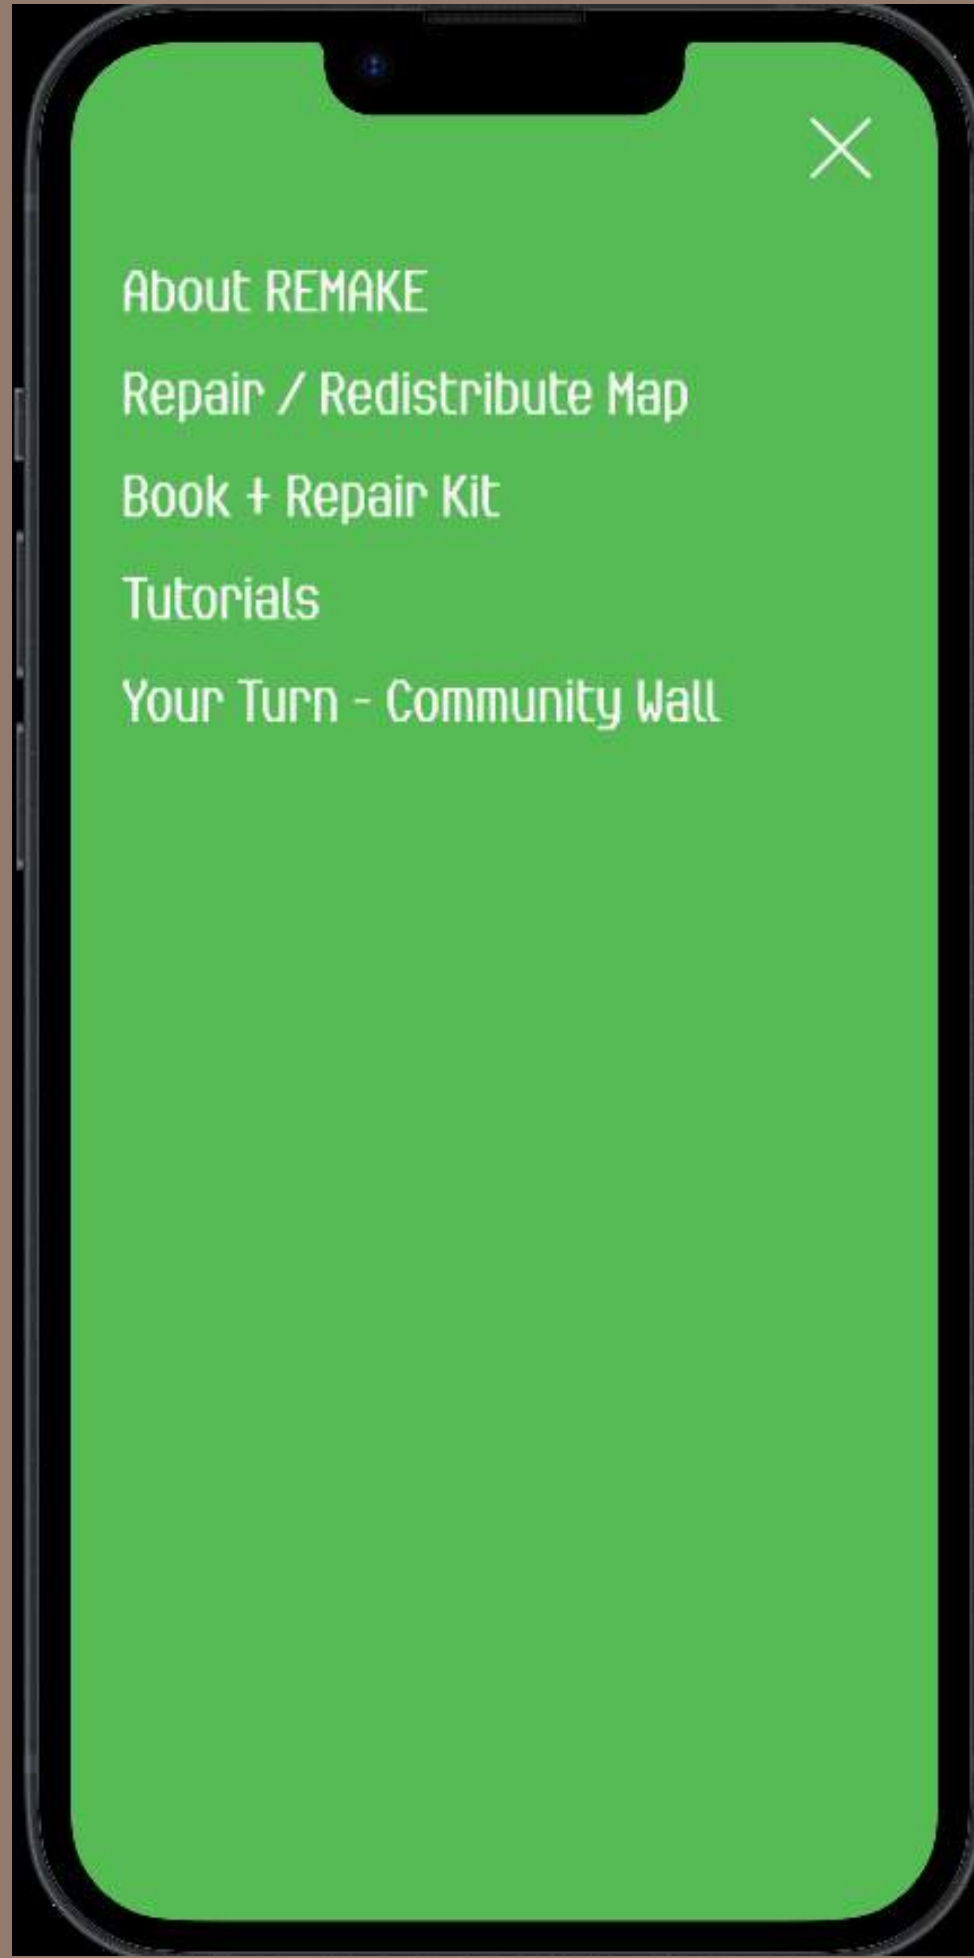 About REMAKE
Repair / Redistribute Map
Book + Repair Kit
Tutorials
Your Turn - Community Wall